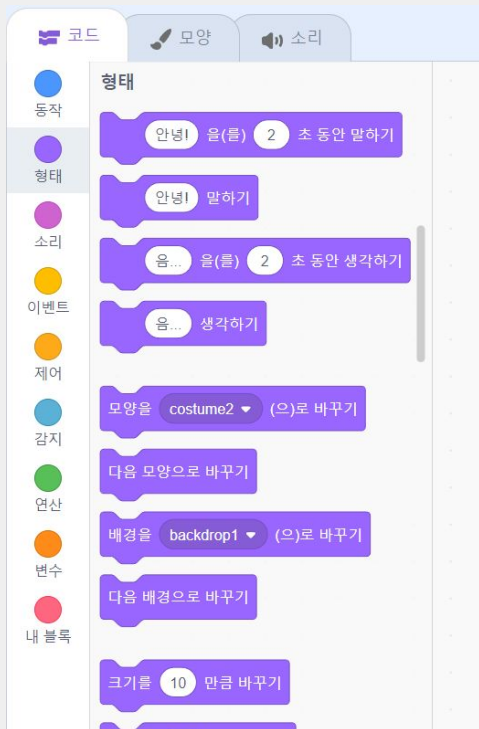 코드 모양 소리
동작
형태
소리
이벤트
제어
감지
연산
변수
내 블록
형태
안녕! 을(를) 2 초 동안 말하기
안녕! 말하기
음... 을(를) 2 초 동안 생각하기
음... 생각하기
모양을 costume2 (으)로 바꾸기
다음 모양으로 바꾸기
배경을 backdrop1 (으)로 바꾸기
다음 배경으로 바꾸기
크기를 10 만큼 바꾸기